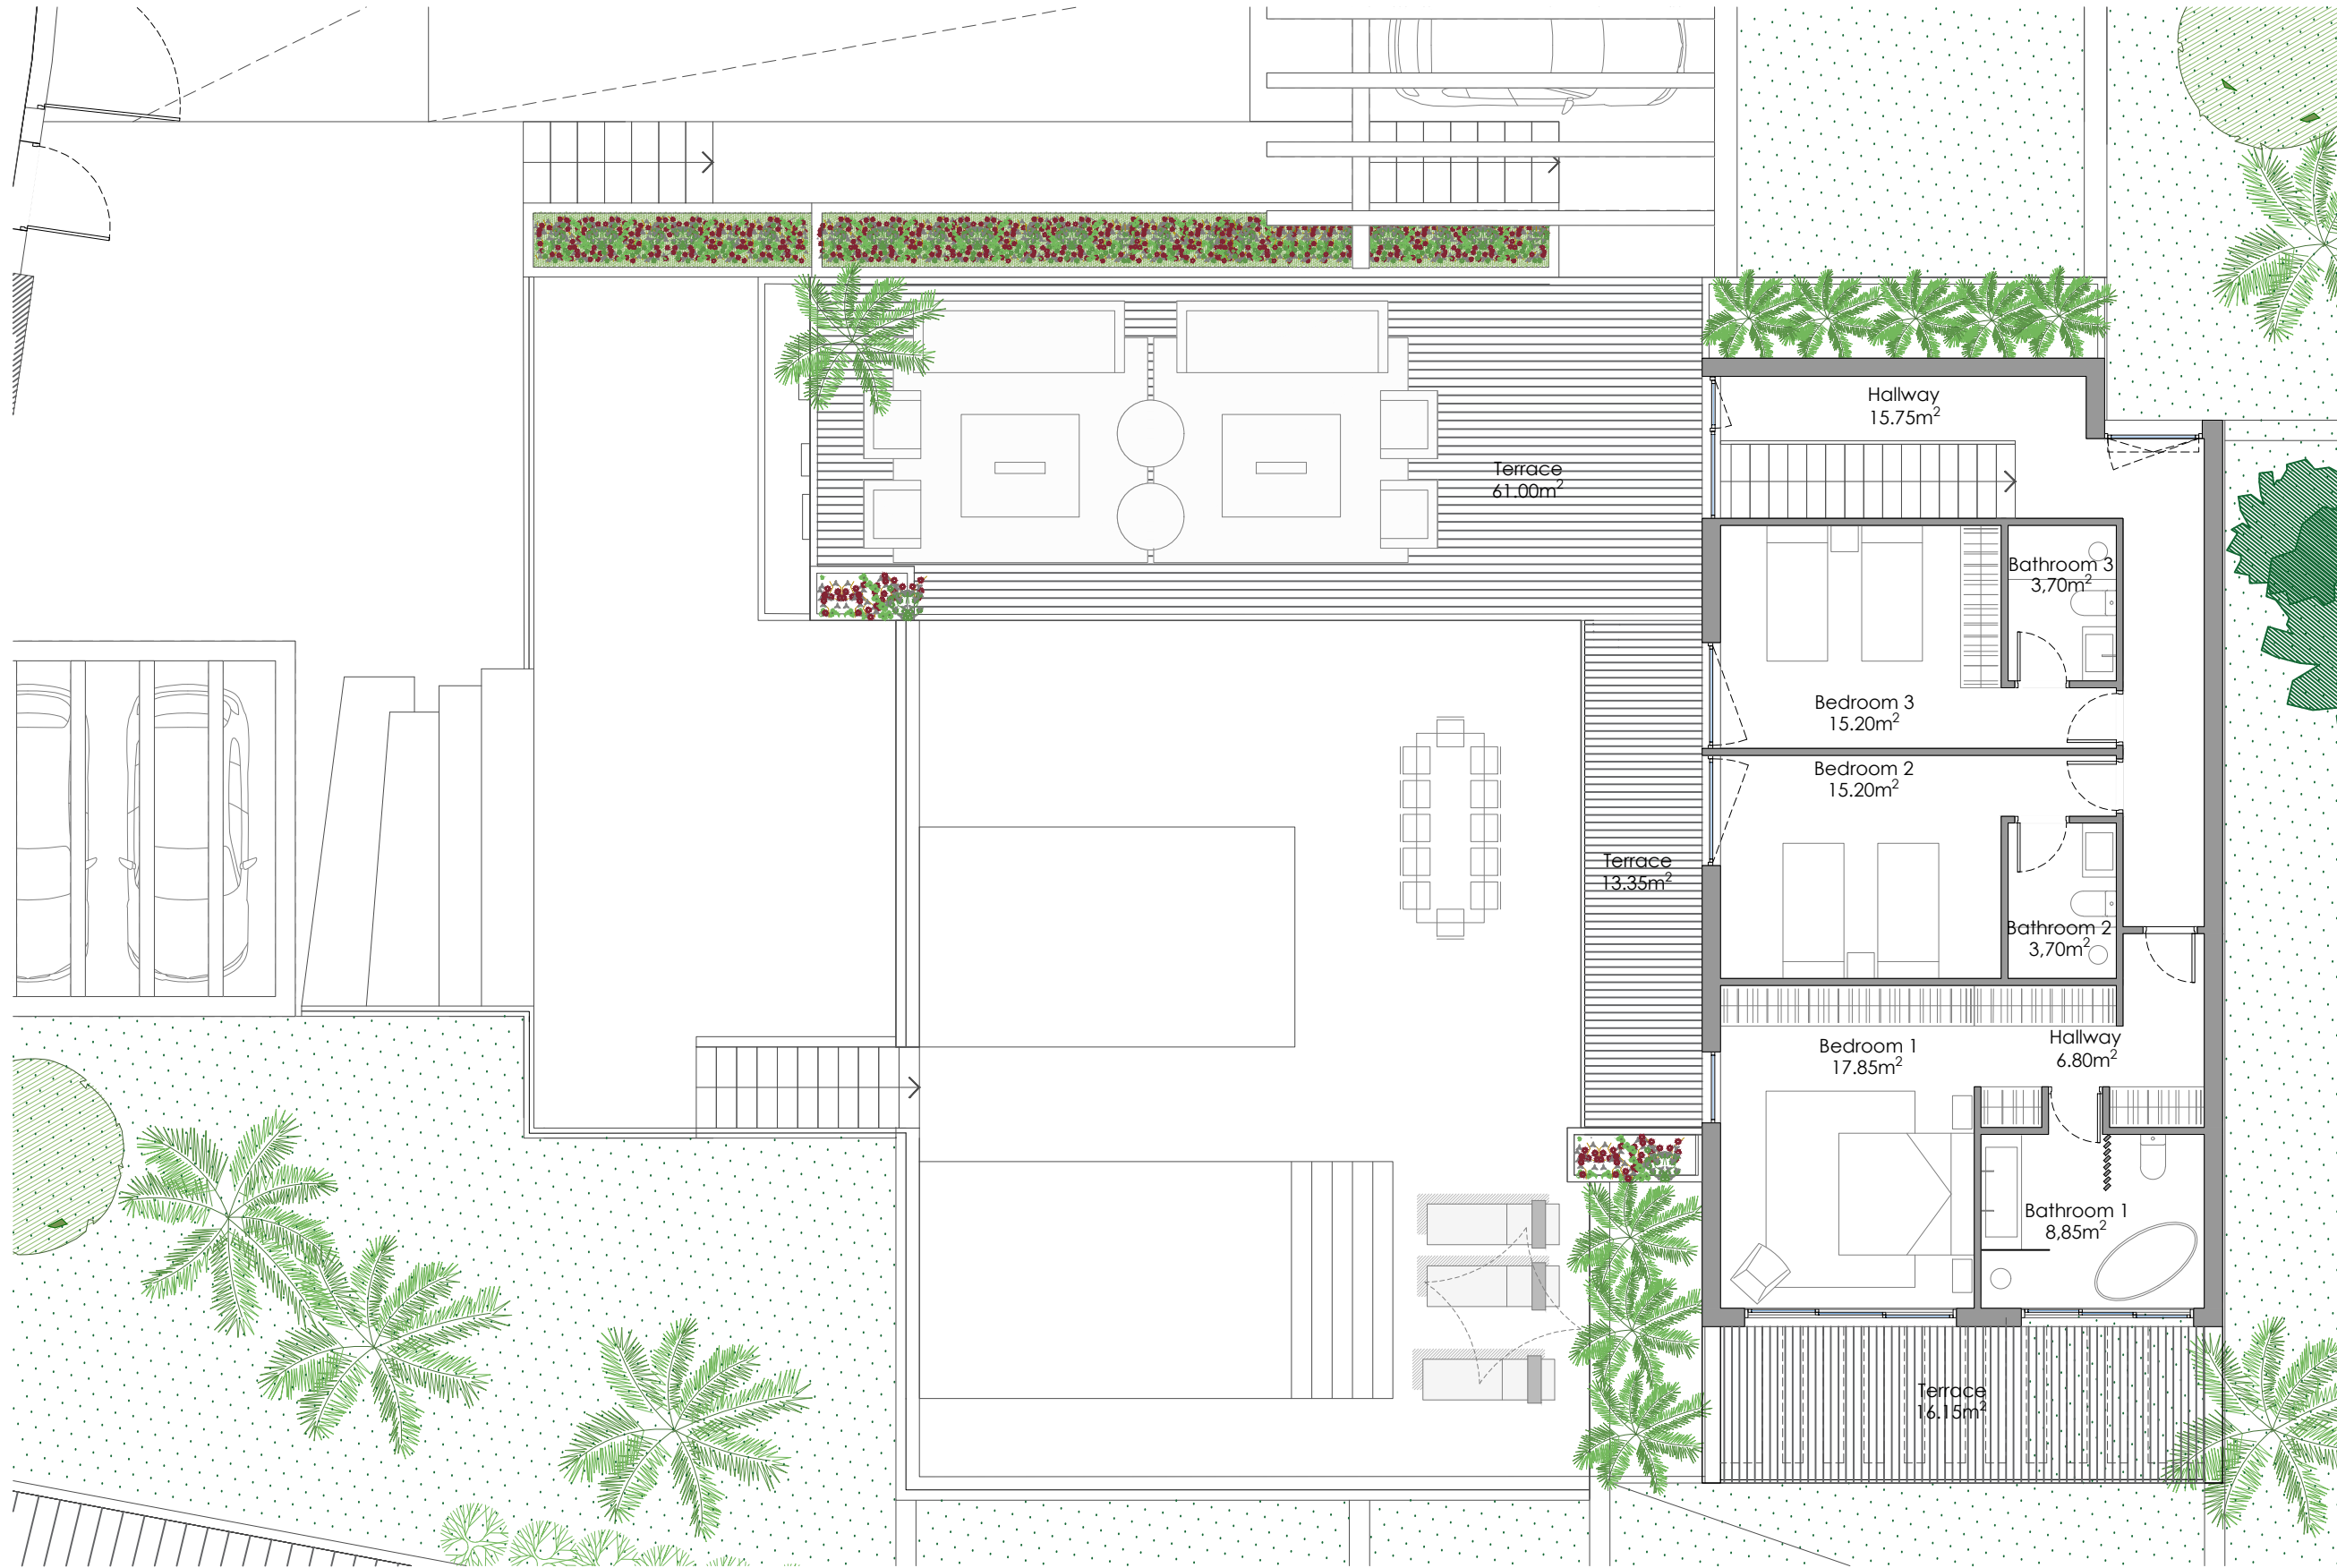 Hallway
15.75m²
Terrace
61.00m²
Bathroom 3
3,70m²
Bedroom 3
15.20m²
Bedroom 2
15.20m²
Terrace
13.35m²
Bathroom 2
3,70m²
Hallway
6.80m²
Bedroom 1
17.85m²
Bathroom 1
8,85m²
Terrace
16.15m²